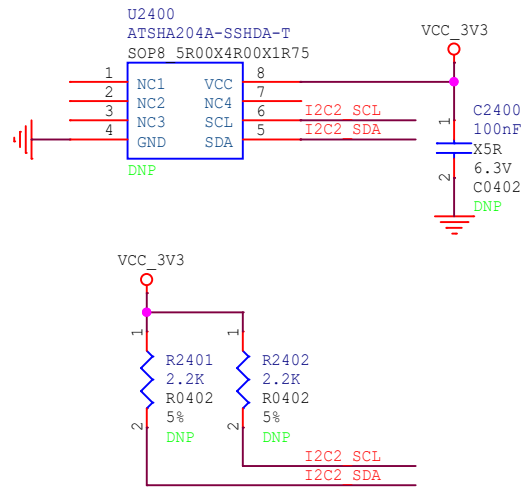 U2400
ATSHA204A-SSHDA-T
SOP8_5R00X4R00X1R75
VCC_3V3
1 NC1 VCC 8
2 NC2 NC4 7
3 NC3 SCL 6 I2C2_SCL
4 GND SDA 5 I2C2_SDA
DNP
1
C2400
100nF
X5R
6.3V
2
C0402
DNP
VCC_3V3
1
1
R2401
2.2K
R0402
5%
2
DNP
R2402
2.2K
R0402
5%
2
DNP
I2C2_SCL
I2C2_SDA